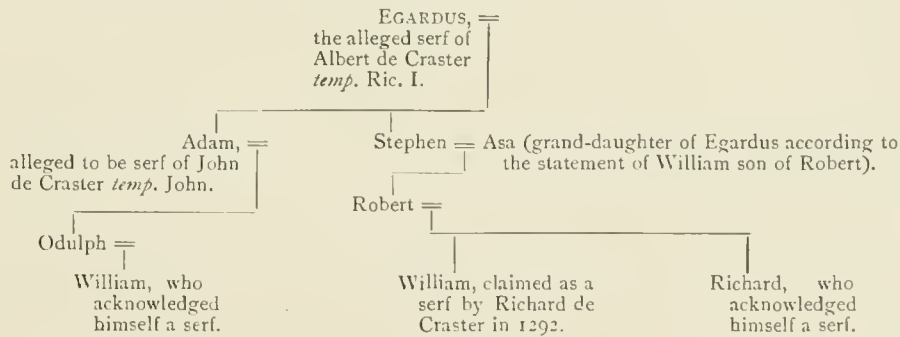 EGARDUS, =
the alleged serf of
Albert de Craster
temp. Ric. I.
Adam, =
alleged to be serf of John
de Craster temp. John.
Stephen = Asa (grand-daughter of Egardus according to
the statement of William son of Robert).
Robert =
Odulph =
William, who
acknowledged
himself a serf.
William, claimed as a
serf by Richard de
Craster in 1292.
Richard, who
acknowledged
himself a serf.